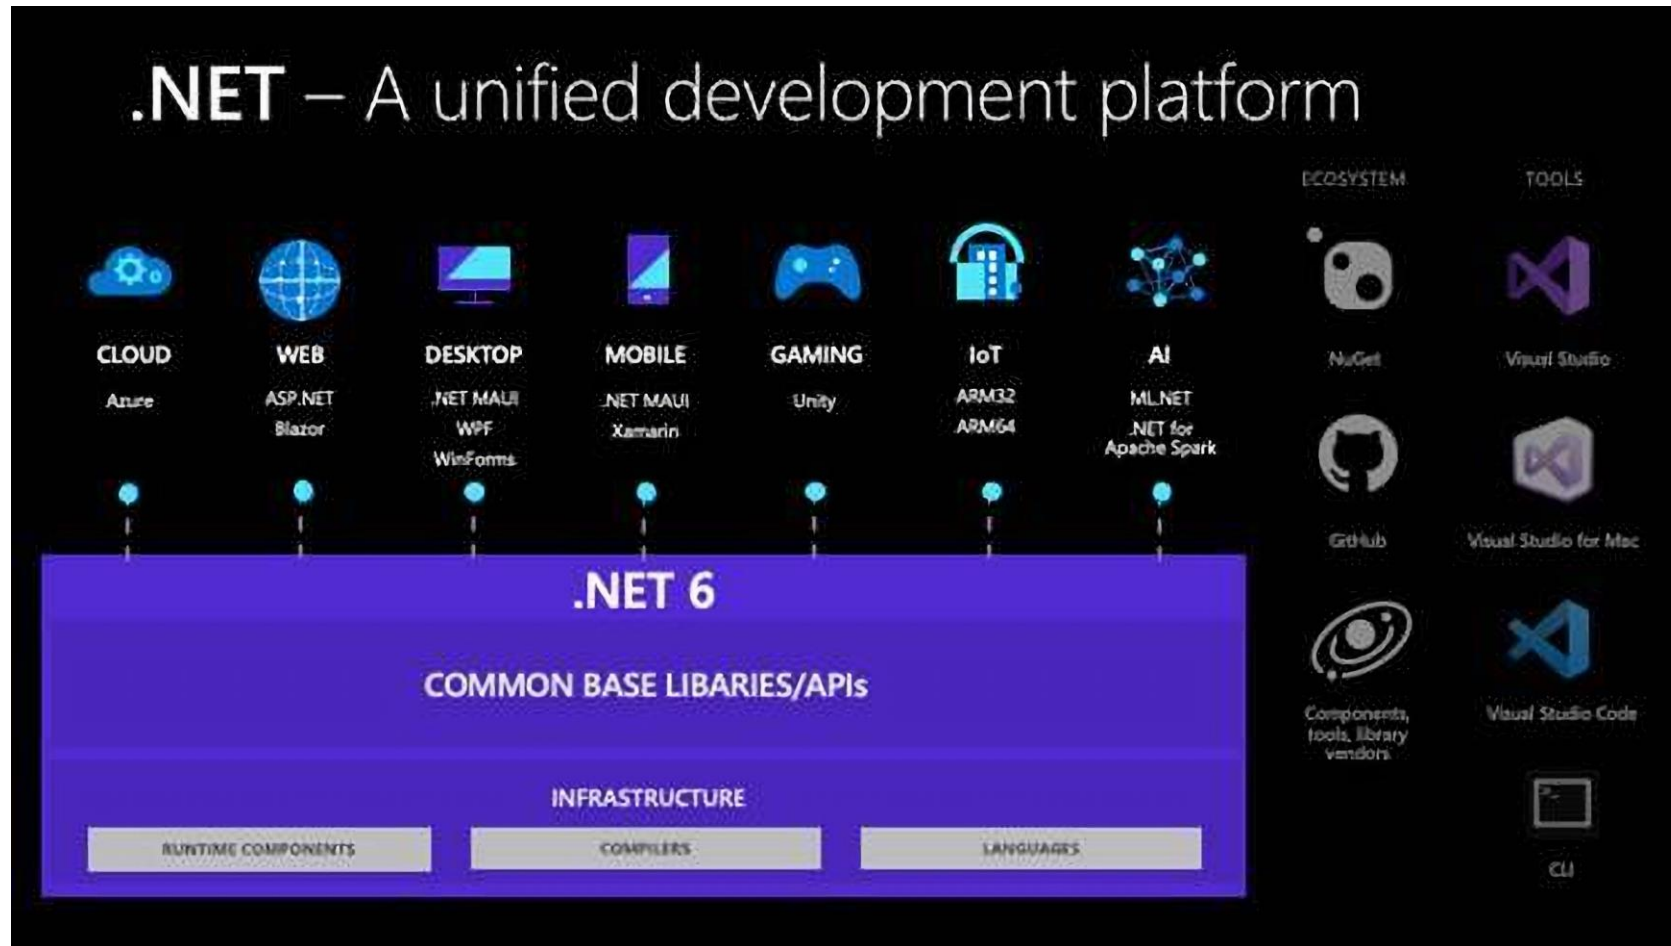 .NET – A unified development platform
ECOSYSTEM
TOOLS
CLOUD
Azure
WEB
ASP.NET
Blazor
DESKTOP
.NET MAUI
WPF
WinForms
MOBILE
.NET MAUI
Xamarin
GAMING
Unity
IoT
ARM32
ARM64
AI
ML.NET
.NET for
Apache Spark
NuGet
Visual Studio
GitHub
Visual Studio for Mac
Components,
tools, library
vendors
Visual Studio Code
CLI
.NET 6
COMMON BASE LIBARIES/APIs
INFRASTRUCTURE
RUNTIME COMPONENTS
COMPILERS
LANGUAGES